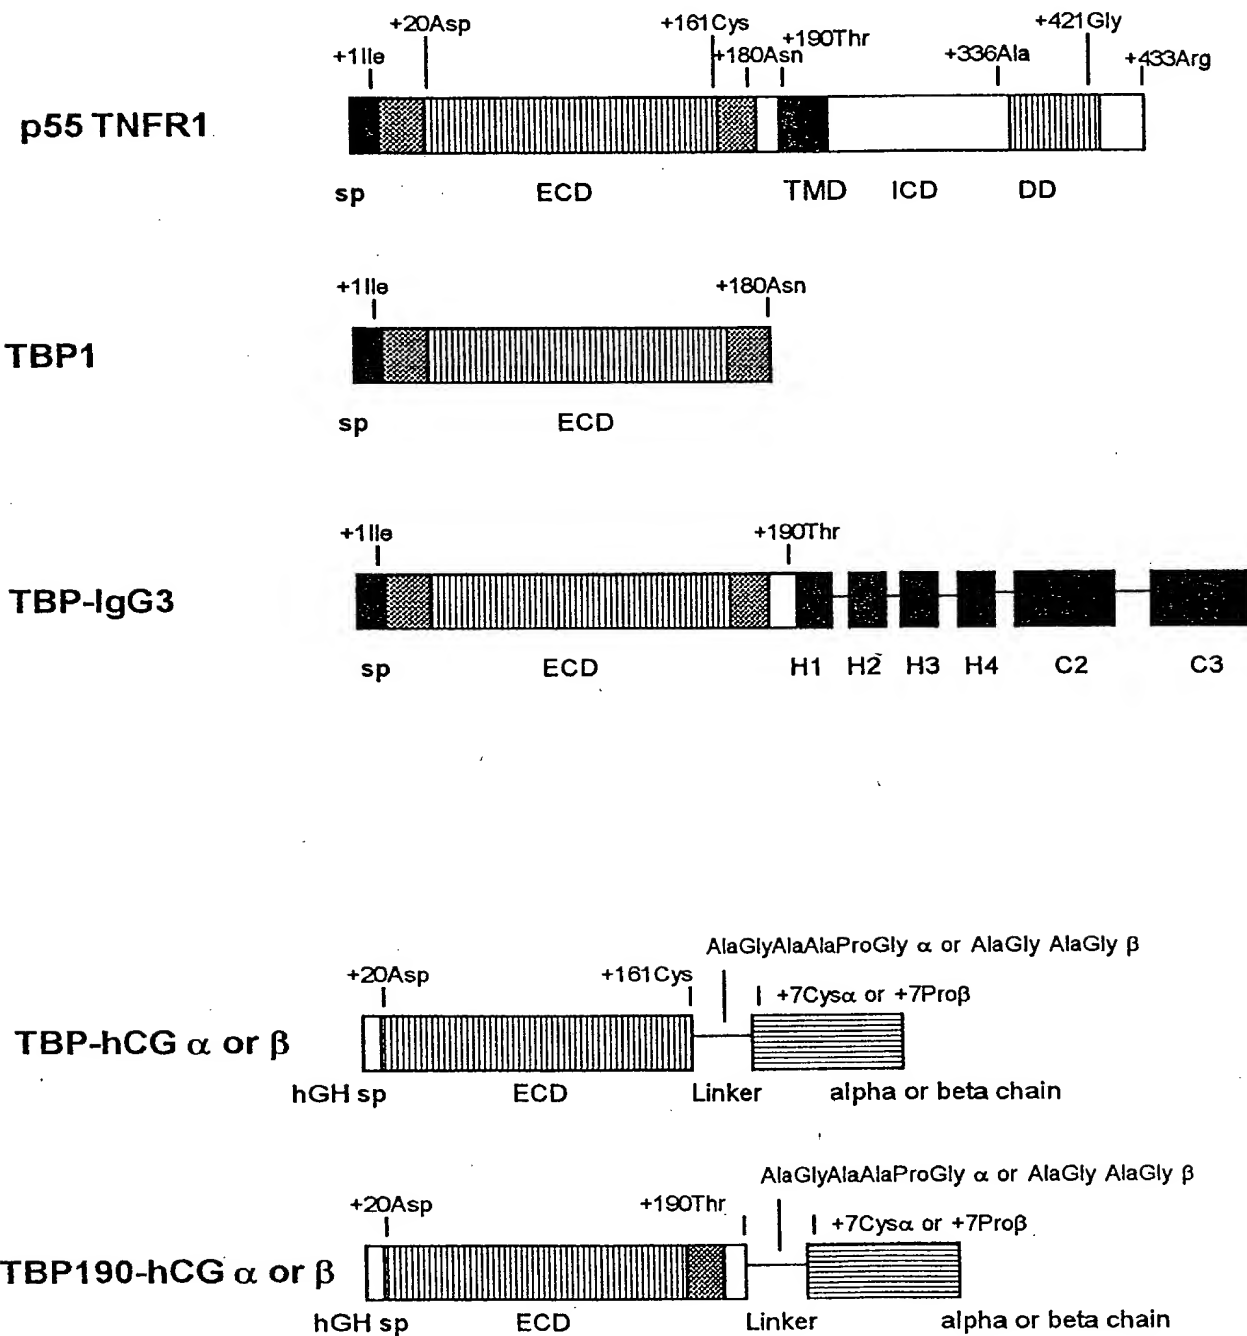 +20Asp +161Cys +421Gly
+1Ile +180Asn +190Thr +336Ala +433Arg
p55 TNFR1
sp ECD TMD ICD DD
+1Ile +180Asn
TBP1
sp ECD
+1Ile +190Thr
TBP-IgG3
sp ECD H1 H2 H3 H4 C2 C3
AlaGlyAlaAlaProGly α or AlaGly AlaGly β
+20Asp +161Cys +7Cysα or +7Proβ
TBP-hCG α or β
hGH sp ECD Linker alpha or beta chain
AlaGlyAlaAlaProGly α or AlaGly AlaGly β
+20Asp +190Thr +7Cysα or +7Proβ
TBP190-hCG α or β
hGH sp ECD Linker alpha or beta chain